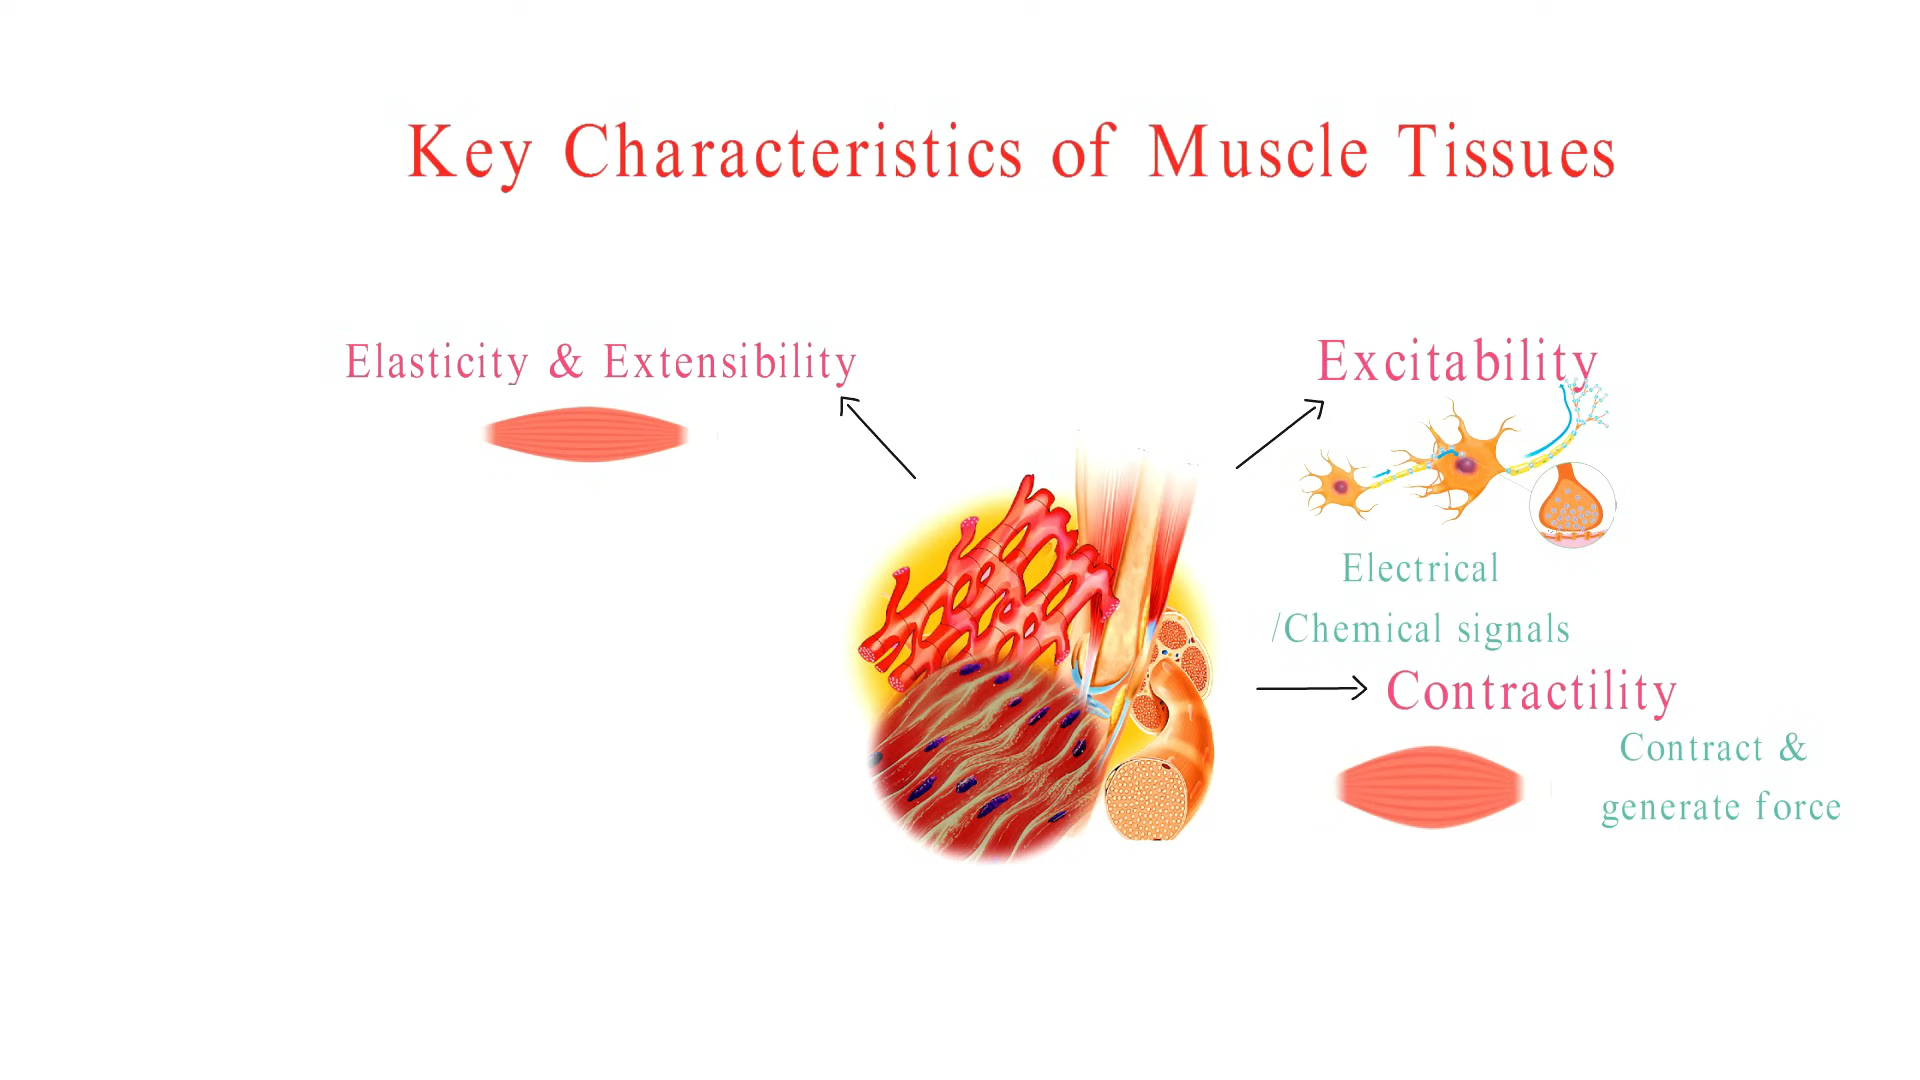 Key Characteristics of Muscle Tissues
Elasticity & Extensibility
Excitability
Electrical
/Chemical signals
Contractility
Contract &
generate force